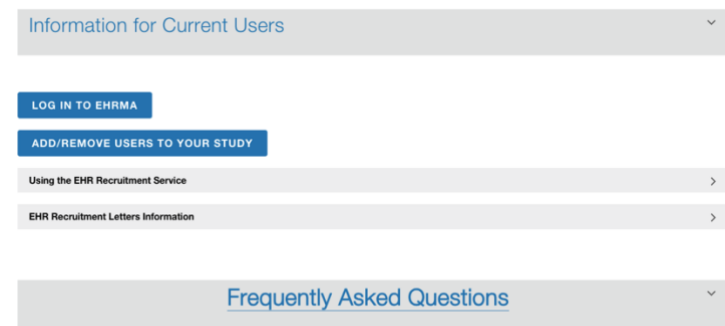 Information for Current Users
LOG IN TO EHRMA
ADD/REMOVE USERS TO YOUR STUDY
Using the EHR Recruitment Service
EHR Recruitment Letters Information
Frequently Asked Questions